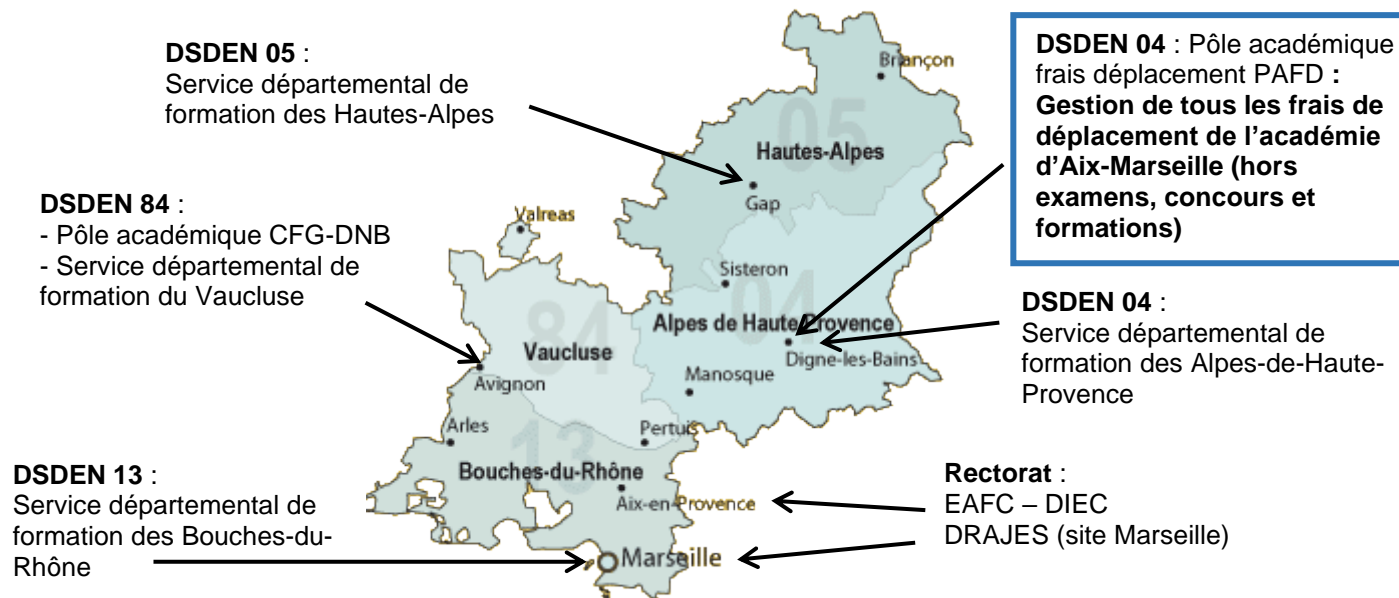 DSDEN 05 :
Service départemental de
formation des Hautes-Alpes
DSDEN 84 :
- Pôle académique CFG-DNB
- Service départemental de
formation du Vaucluse
DSDEN 13 :
Service départemental de
formation des Bouches-du-
Rhône
Briançon
05
Hautes-Alpes
Gap
Valreas
Sisteron
04
Alpes de Haute Provence
Digne-les-Bains
84
Vaucluse
Manosque
Avignon
Arles
Pertuis
13
Bouches-du-Rhône
Aix-en-Provence
Marseille
DSDEN 04 : Pôle académique
frais déplacement PAFD :
Gestion de tous les frais de
déplacement de l’académie
d’Aix-Marseille (hors
examens, concours et
formations)
DSDEN 04 :
Service départemental de
formation des Alpes-de-Haute-
Provence
Rectorat :
EAFC – DIEC
DRAJES (site Marseille)